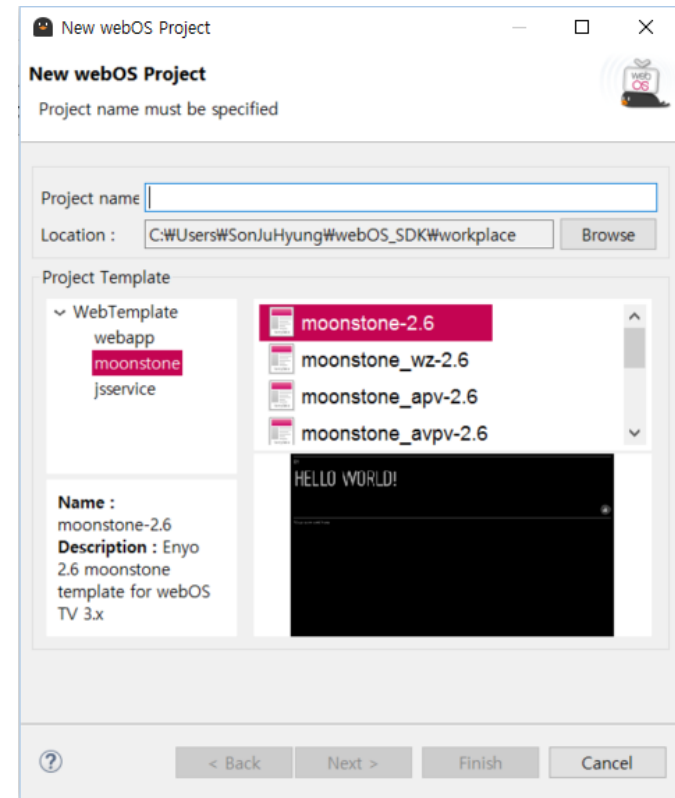 New webOS Project
New webOS Project
Project name must be specified
web
OS
Project name
Location :
C:₩Users₩SonJuHyung₩webOS_SDK₩workplace
Browse
Project Template
WebTemplate
webapp
moonstone
jsservice
moonstone-2.6
moonstone_wz-2.6
moonstone_apv-2.6
moonstone_avpv-2.6
Name :
moonstone-2.6
Description : Enyo
2.6 moonstone
template for webOS
TV 3.x
HELLO WORLD!
?
< Back
Next >
Finish
Cancel